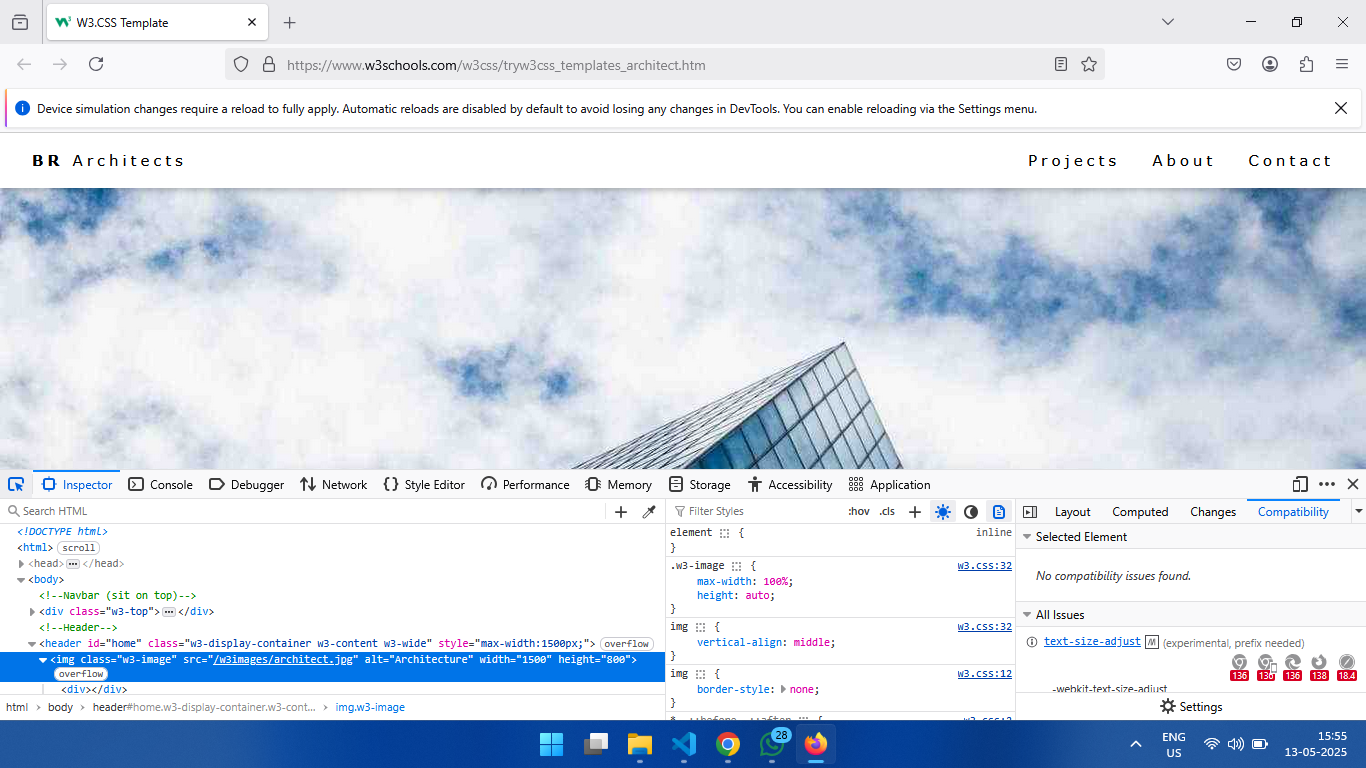 W3.CSS Template
https://www.w3schools.com/w3css/tryw3css_templates_architect.htm
Device simulation changes require a reload to fully apply. Automatic reloads are disabled by default to avoid losing any changes in DevTools. You can enable reloading via the Settings menu.
BR Architects Projects About Contact
Inspector Console Debugger Network Style Editor Performance Memory Storage Accessibility Application
Search HTML
<!DOCTYPE html>
<html> scroll
<head> </head>
<body>
<!--Navbar (sit on top)-->
<div class="w3-top"> </div>
<!--Header-->
<header id="home" class="w3-display-container w3-content w3-wide" style="max-width:1500px;"> overflow
<img class="w3-image" src="/w3images/architect.jpg" alt="Architecture" width="1500" height="800">
overflow
<div></div>
html body header#home.w3-display-container.w3-cont... img.w3-image
Filter Styles :hov .cls
element { inline
}
.w3-image { w3.css:32
max-width: 100%;
height: auto;
}
img { w3.css:32
vertical-align: middle;
}
img { w3.css:12
border-style: none;
}
Layout Computed Changes Compatibility
Selected Element
No compatibility issues found.
All Issues
text-size-adjust M (experimental, prefix needed)
136 136 136 138 18.4
-webkit-text-size-adjust
Settings
28
ENG
US
15:55
13-05-2025